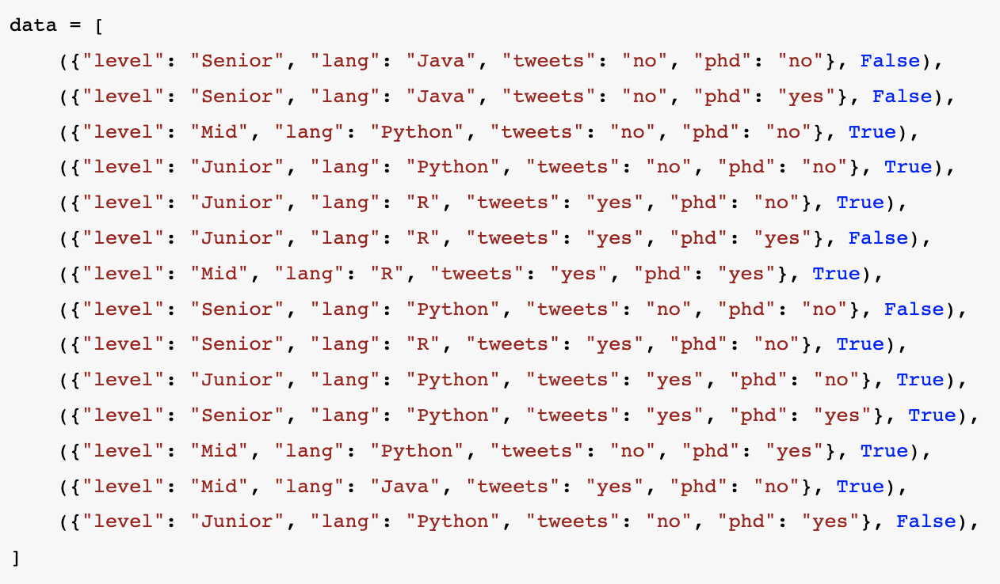 data = [
    ({"level": "Senior", "lang": "Java", "tweets": "no", "phd": "no"}, False),
    ({"level": "Senior", "lang": "Java", "tweets": "no", "phd": "yes"}, False),
    ({"level": "Mid", "lang": "Python", "tweets": "no", "phd": "no"}, True),
    ({"level": "Junior", "lang": "Python", "tweets": "no", "phd": "no"}, True),
    ({"level": "Junior", "lang": "R", "tweets": "yes", "phd": "no"}, True),
    ({"level": "Junior", "lang": "R", "tweets": "yes", "phd": "yes"}, False),
    ({"level": "Mid", "lang": "R", "tweets": "yes", "phd": "yes"}, True),
    ({"level": "Senior", "lang": "Python", "tweets": "no", "phd": "no"}, False),
    ({"level": "Senior", "lang": "R", "tweets": "yes", "phd": "no"}, True),
    ({"level": "Junior", "lang": "Python", "tweets": "yes", "phd": "no"}, True),
    ({"level": "Senior", "lang": "Python", "tweets": "yes", "phd": "yes"}, True),
    ({"level": "Mid", "lang": "Python", "tweets": "no", "phd": "yes"}, True),
    ({"level": "Mid", "lang": "Java", "tweets": "yes", "phd": "no"}, True),
    ({"level": "Junior", "lang": "Python", "tweets": "no", "phd": "yes"}, False),
]